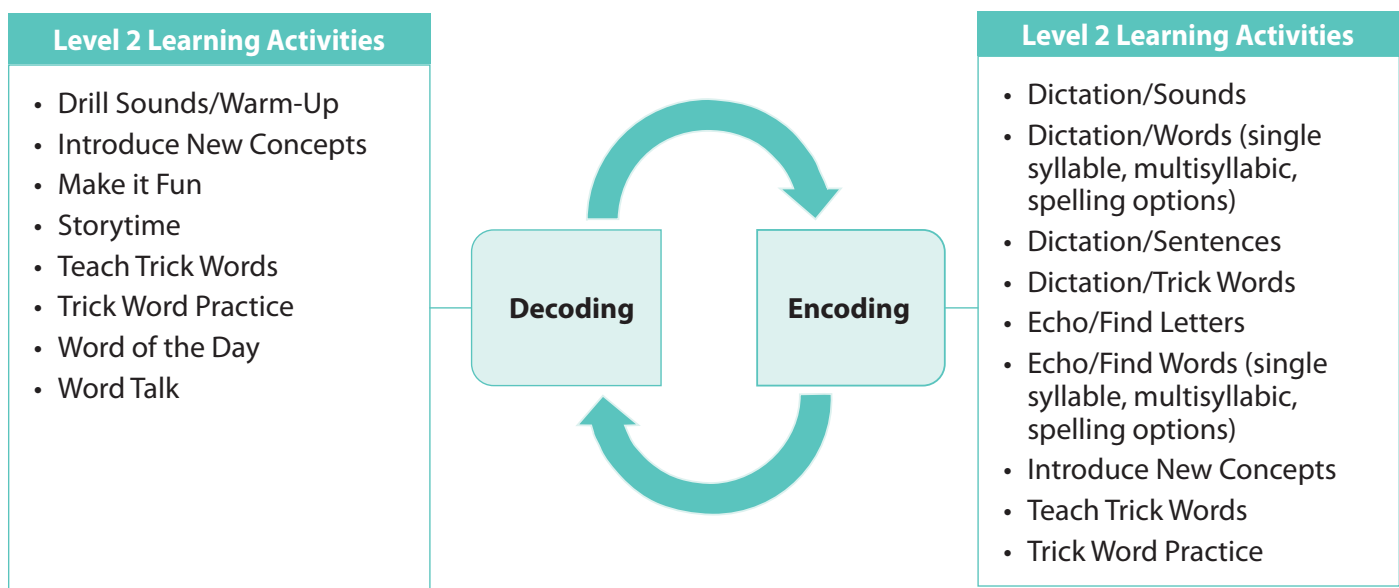 Level 2 Learning Activities
• Drill Sounds/Warm-Up
• Introduce New Concepts
• Make it Fun
• Storytime
• Teach Trick Words
• Trick Word Practice
• Word of the Day
• Word Talk
Decoding
Encoding
Level 2 Learning Activities
• Dictation/Sounds
• Dictation/Words (single
syllable, multisyllabic,
spelling options)
• Dictation/Sentences
• Dictation/Trick Words
• Echo/Find Letters
• Echo/Find Words (single
syllable, multisyllabic,
spelling options)
• Introduce New Concepts
• Teach Trick Words
• Trick Word Practice